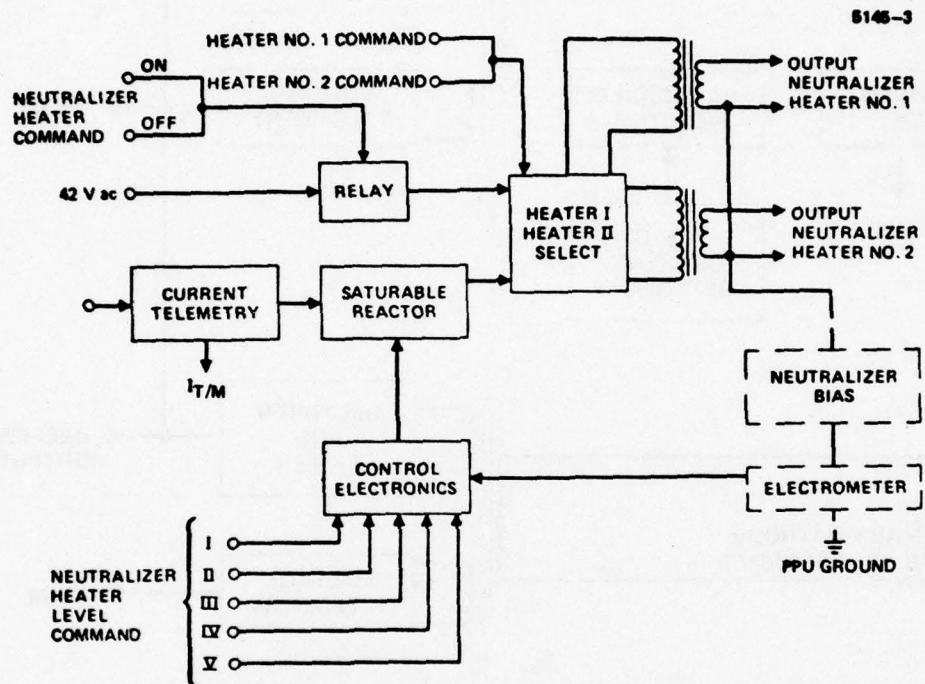 5145-3
HEATER NO. 1 COMMAND
HEATER NO. 2 COMMAND
ON
NEUTRALIZER
HEATER
COMMAND
OFF
42 V ac
RELAY
HEATER I
HEATER II
SELECT
OUTPUT
NEUTRALIZER
HEATER NO. 1
OUTPUT
NEUTRALIZER
HEATER NO. 2
CURRENT
TELEMETRY
SATURABLE
REACTOR
I T/M
NEUTRALIZER
BIAS
CONTROL
ELECTRONICS
ELECTROMETER
PPU GROUND
NEUTRALIZER
HEATER
LEVEL
COMMAND
I
II
III
IV
V